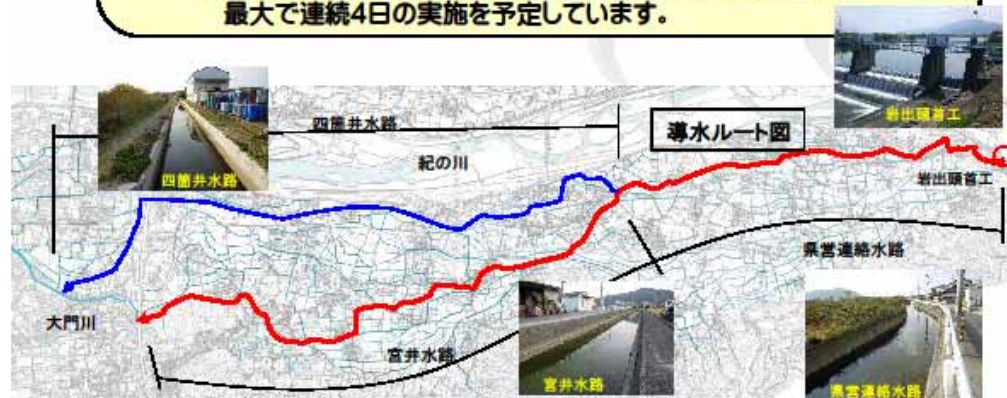 最大で連続4日の実施を予定しています。
四箇井水路
導水ルート図
岩出頭首工
紀の川
四箇井水路
岩出頭首工
県営連絡水路
大門川
宮井水路
宮井水路
県営連絡水路